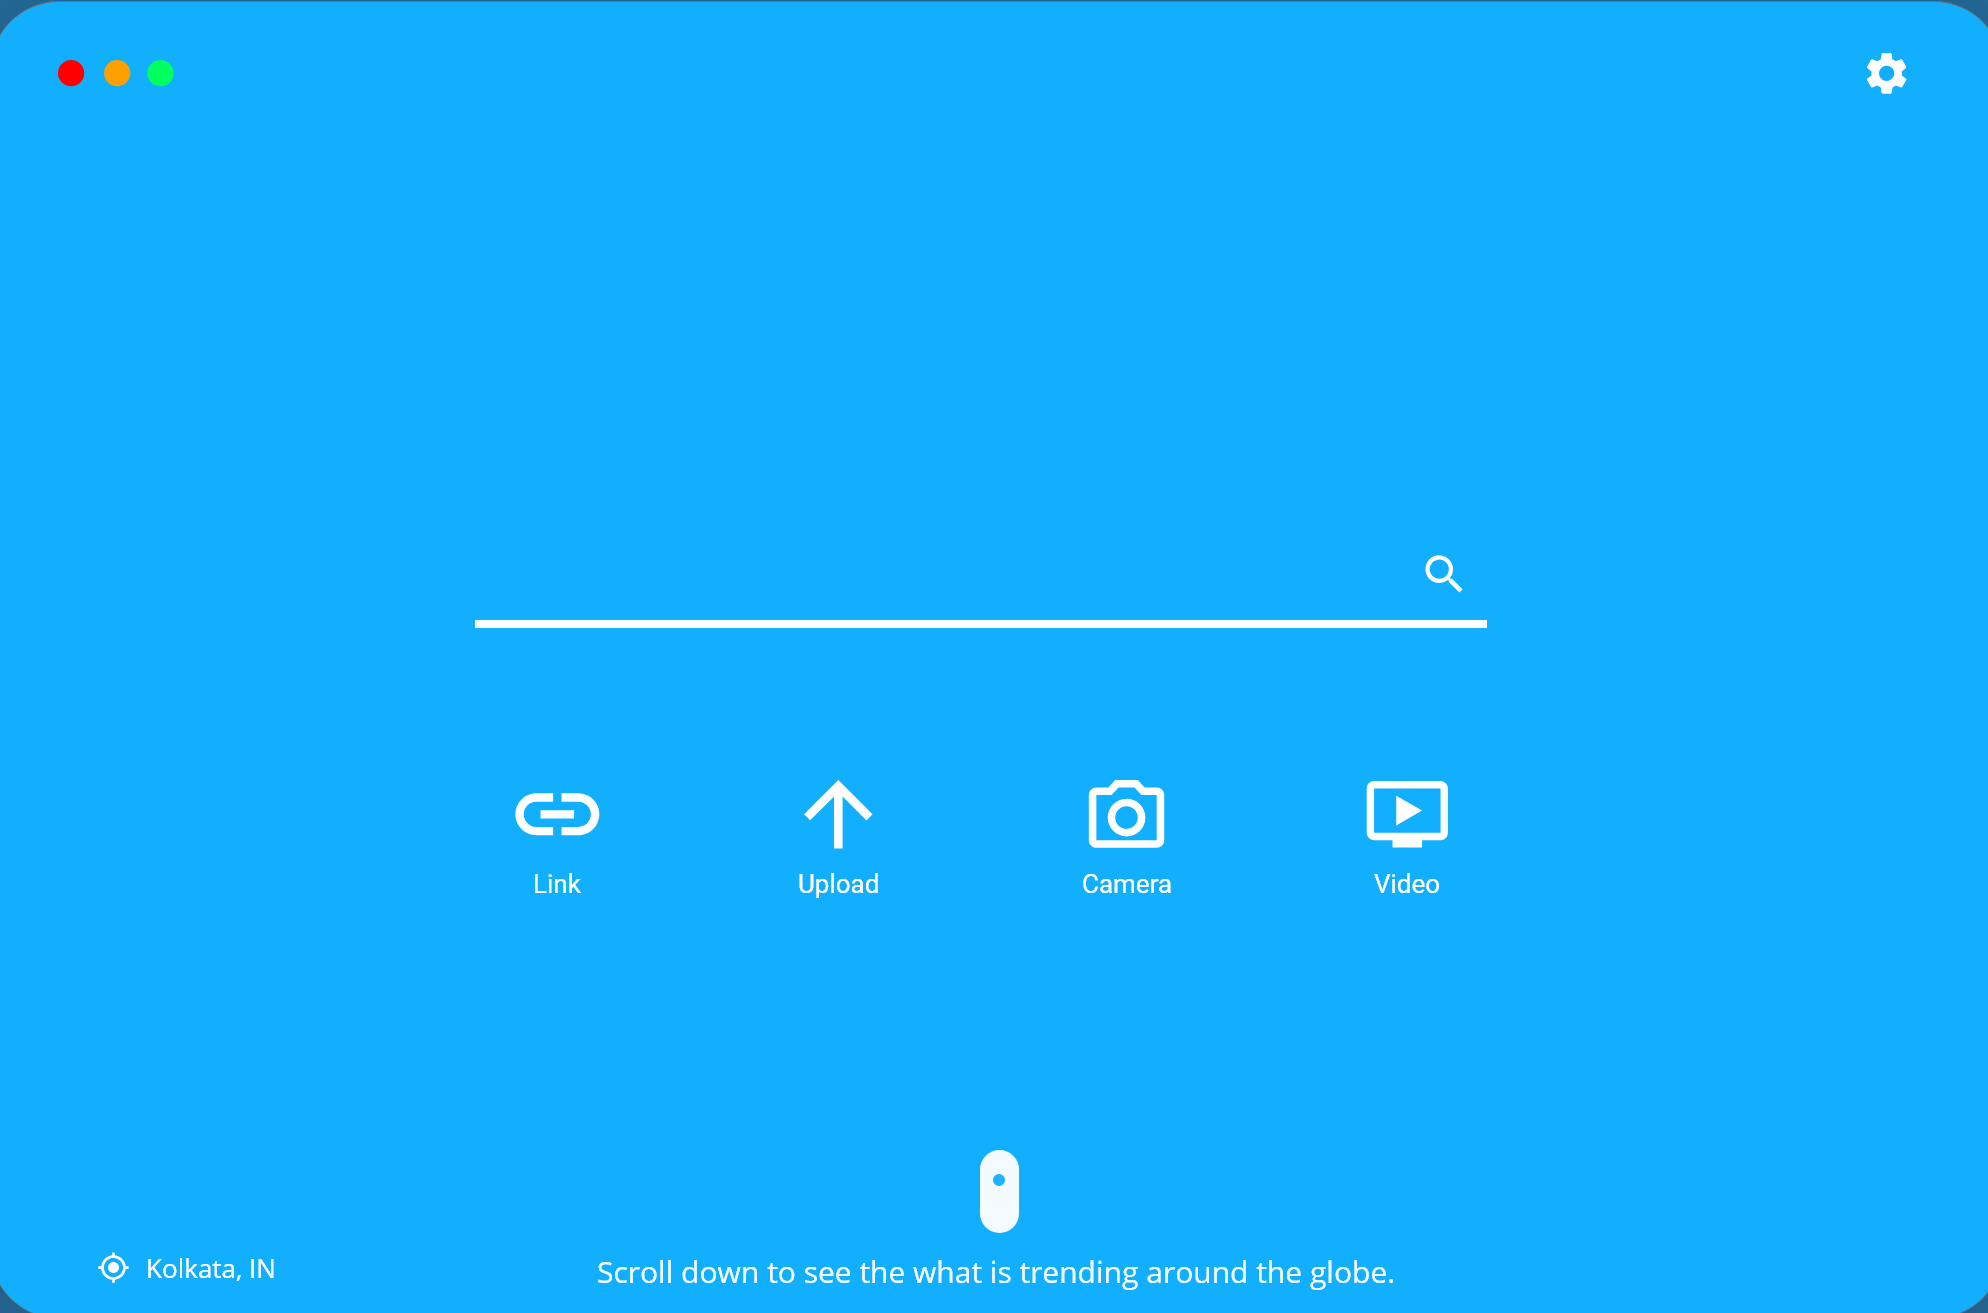 Link
Upload
Camera
Video
Kolkata, IN
Scroll down to see the what is trending around the globe.